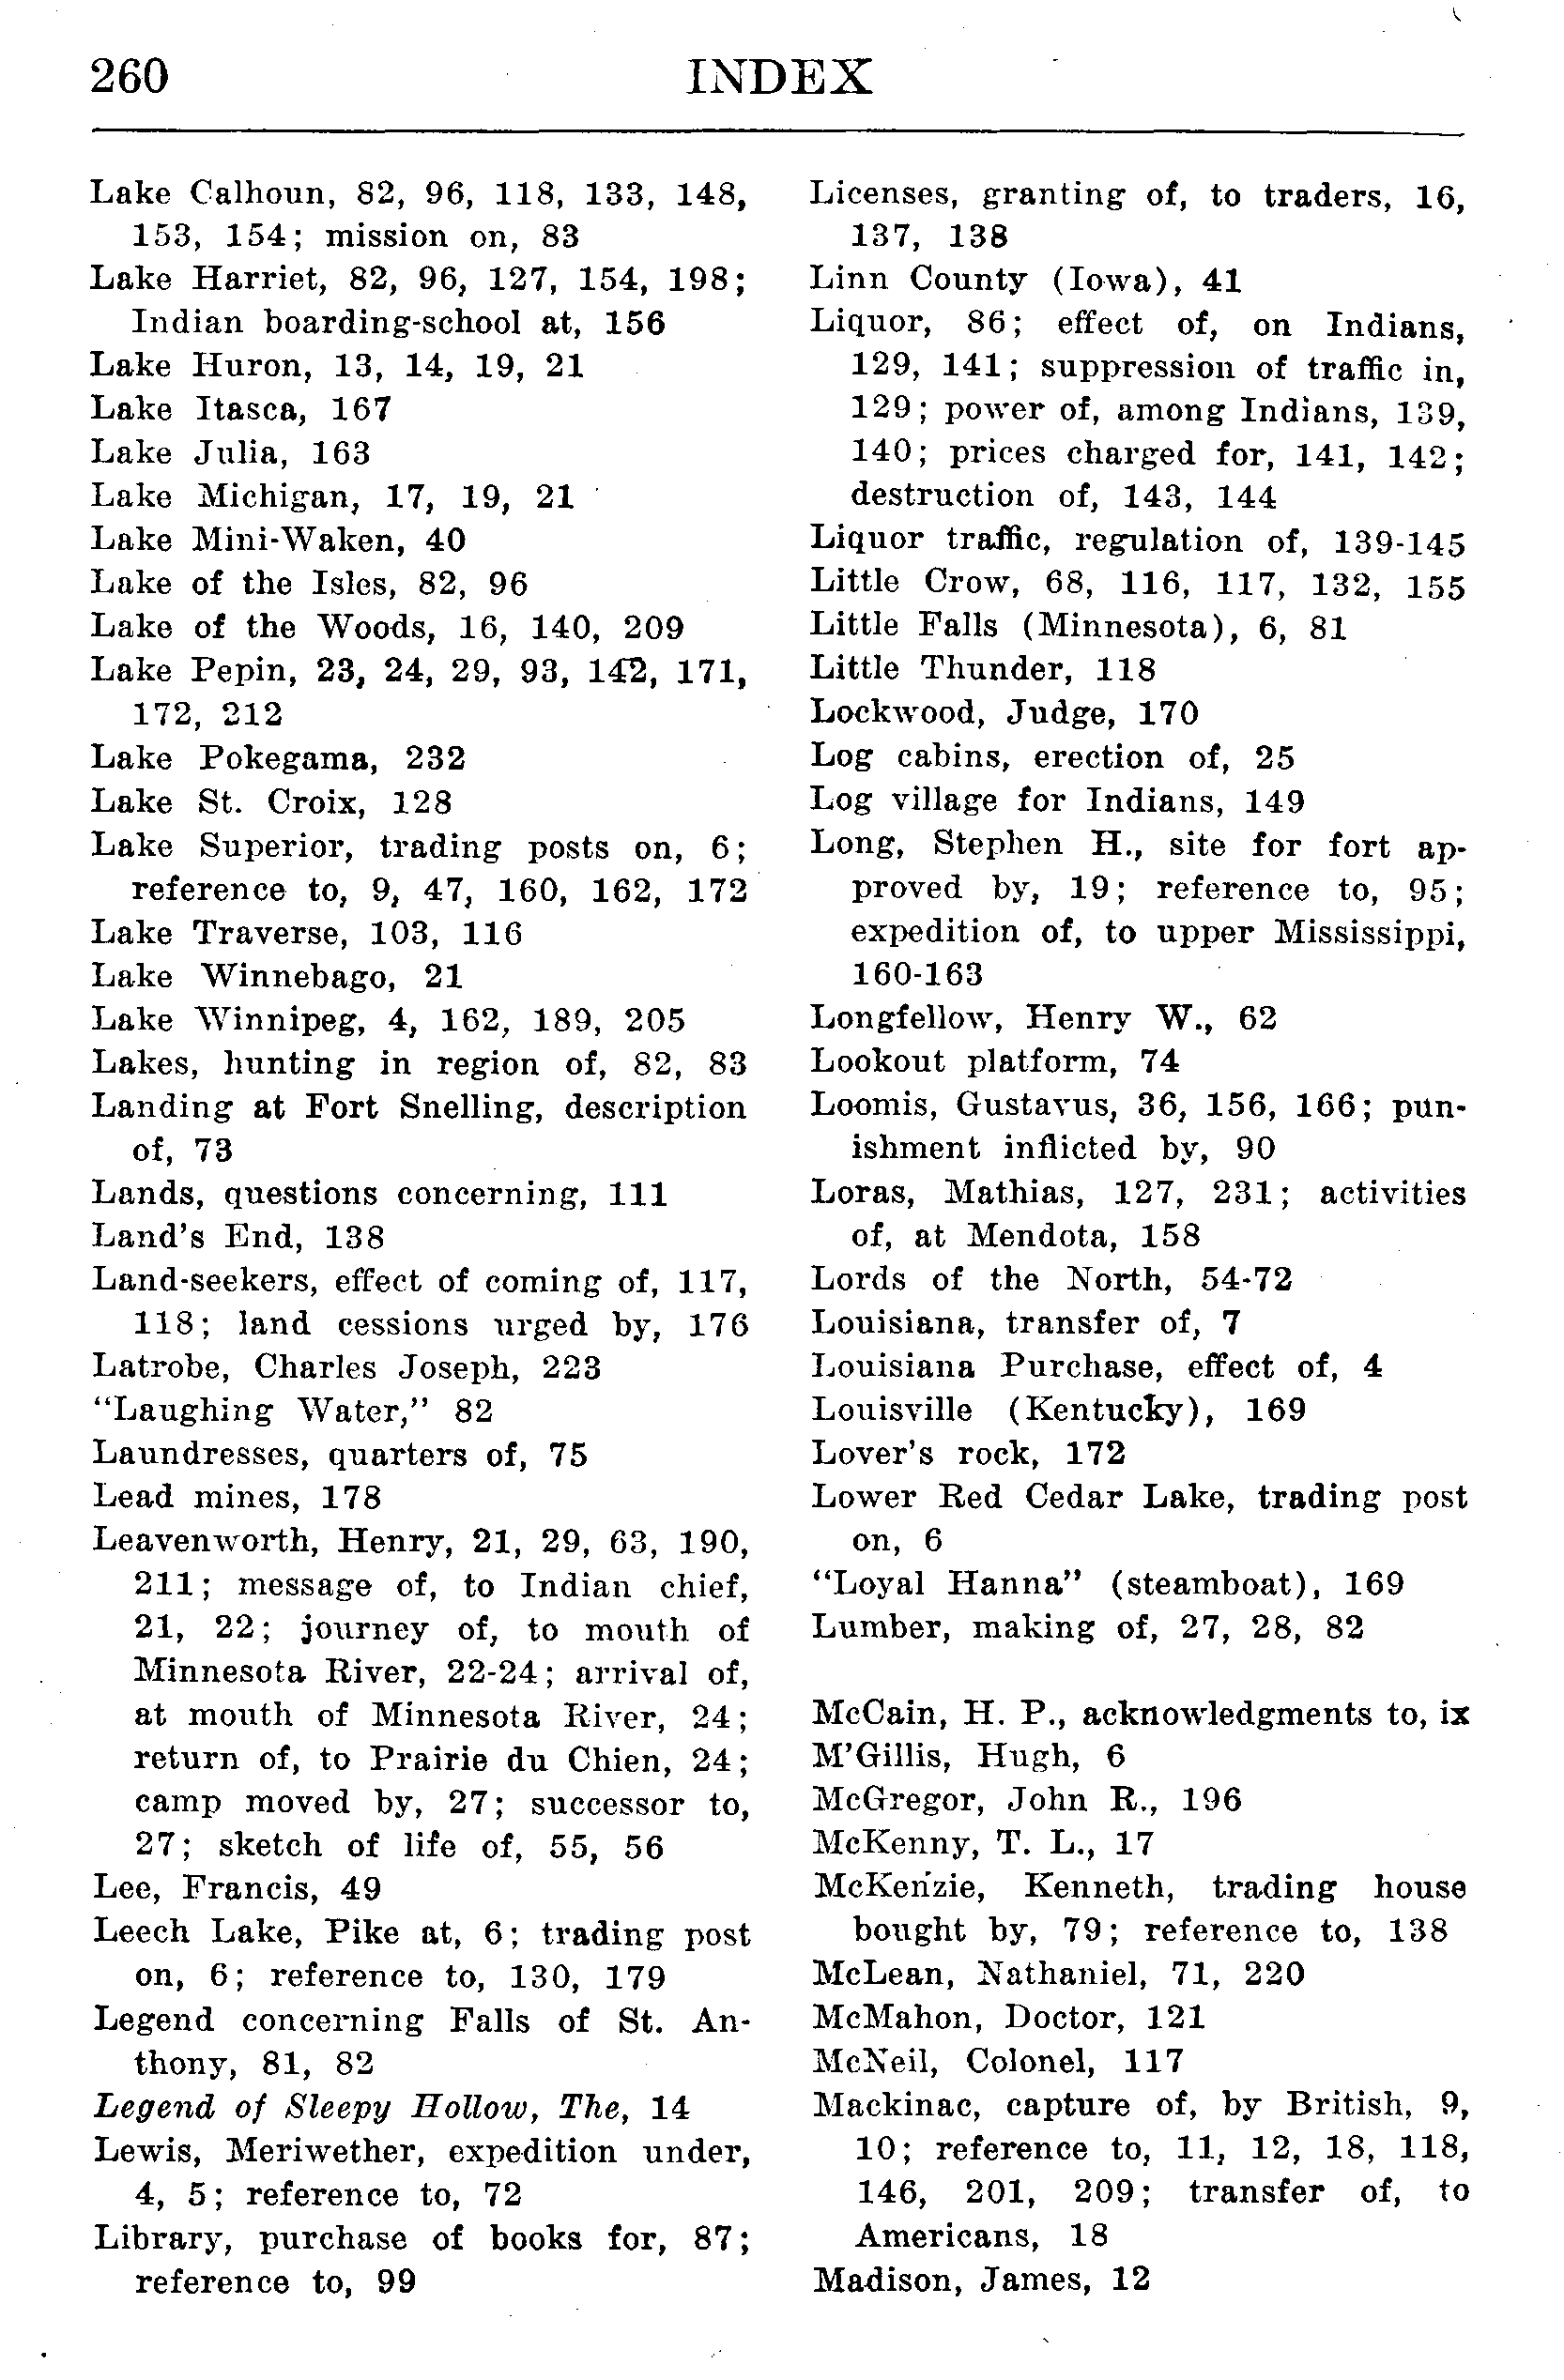 260 INDEX
Lake Calhoun, 82, 96, 118, 133, 148,
153, 154; mission on, 83
Lake Harriet, 82, 96, 127, 154, 198;
Indian boarding-school at, 156
Lake Huron, 13, 14, 19, 21
Lake Itasca, 167
Lake Julia, 163
Lake Michigan, 17, 19, 21
Lake Mini-Waken, 40
Lake of the Isles, 82, 96
Lake of the Woods, 16, 140, 209
Lake Pepin, 23, 24, 29, 93, 142, 171,
172, 212
Lake Pokegama, 232
Lake St. Croix, 128
Lake Superior, trading posts on, 6;
reference to, 9, 47, 160, 162, 172
Lake Traverse, 103, 116
Lake Winnebago, 21
Lake Winnipeg, 4, 162, 189, 205
Lakes, hunting in region of, 82, 83
Landing at Fort Snelling, description
of, 73
Lands, questions concerning, 111
Land's End, 138
Land-seekers, effect of coming of, 117,
118; land cessions urged by, 176
Latrobe, Charles Joseph, 223
"Laughing Water," 82
Laundresses, quarters of, 75
Lead mines, 178
Leavenworth, Henry, 21, 29, 63, 190,
211; message of, to Indian chief,
21, 22; journey of, to mouth of
Minnesota River, 22-24; arrival of,
at mouth of Minnesota River, 24;
return of, to Prairie du Chien, 24;
camp moved by, 27; successor to,
27; sketch of life of, 55, 56
Lee, Francis, 49
Leech Lake, Pike at, 6; trading post
on, 6; reference to, 130, 179
Legend concerning Falls of St. An-
thony, 81, 82
Legend of Sleepy Hollow, The, 14
Lewis, Meriwether, expedition under,
4, 5; reference to, 72
Library, purchase of books for, 87;
reference to, 99
Licenses, granting of, to traders, 16,
137, 138
Linn County (Iowa), 41
Liquor, 86; effect of, on Indians,
129, 141; suppression of traffic in,
129; power of, among Indians, 139,
140; prices charged for, 141, 142;
destruction of, 143, 144
Liquor traffic, regulation of, 139-145
Little Crow, 68, 116, 117, 132, 155
Little Falls (Minnesota), 6, 81
Little Thunder, 118
Lockwood, Judge, 170
Log cabins, erection of, 25
Log village for Indians, 149
Long, Stephen H., site for fort ap-
proved by, 19; reference to, 95;
expedition of, to upper Mississippi,
160-163
Longfellow, Henry W., 62
Lookout platform, 74
Loomis, Gustavus, 36, 156, 166; pun-
ishment inflicted by, 90
Loras, Mathias, 127, 231; activities
of, at Mendota, 158
Lords of the North, 54-72
Louisiana, transfer of, 7
Louisiana Purchase, effect of, 4
Louisville (Kentucky), 169
Lover's rock, 172
Lower Red Cedar Lake, trading post
on, 6
"Loyal Hanna" (steamboat), 169
Lumber, making of, 27, 28, 82
McCain, H. P., acknowledgments to, ix
M'Gillis, Hugh, 6
McGregor, John R., 196
McKenny, T. L., 17
McKenzie, Kenneth, trading house
bought by, 79; reference to, 138
McLean, Nathaniel, 71, 220
McMahon, Doctor, 121
McNeil, Colonel, 117
Mackinac, capture of, by British, 9,
10; reference to, 11, 12, 18, 118,
146, 201, 209; transfer of, to
Americans, 18
Madison, James, 12